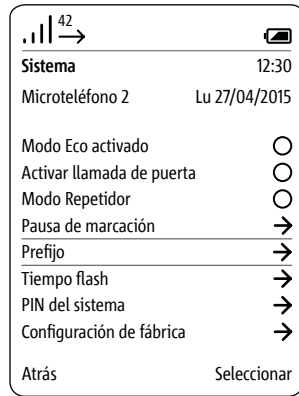 42
Sistema 12:30
Microteléfono 2 Lu 27/04/2015
Modo Eco activado
Activar llamada de puerta
Modo Repetidor
Pausa de marcación
Prefijo
Tiempo flash
PIN del sistema
Configuración de fábrica
Atrás Seleccionar